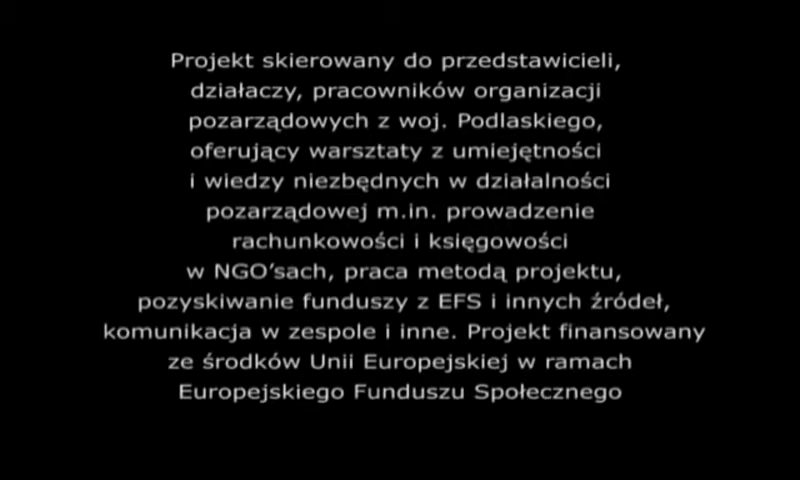 Projekt skierowany do przedstawicieli,
działaczy, pracowników organizacji
pozarządowych z woj. Podlaskiego,
oferujący warsztaty z umiejętności
i wiedzy niezbędnych w działalności
pozarządowej m.in. prowadzenie
rachunkowości i księgowości
w NGO'sach, praca metodą projektu,
pozyskiwanie funduszy z EFS i innych źródeł,
komunikacja w zespole i inne. Projekt finansowany
ze środków Unii Europejskiej w ramach
Europejskiego Funduszu Społecznego